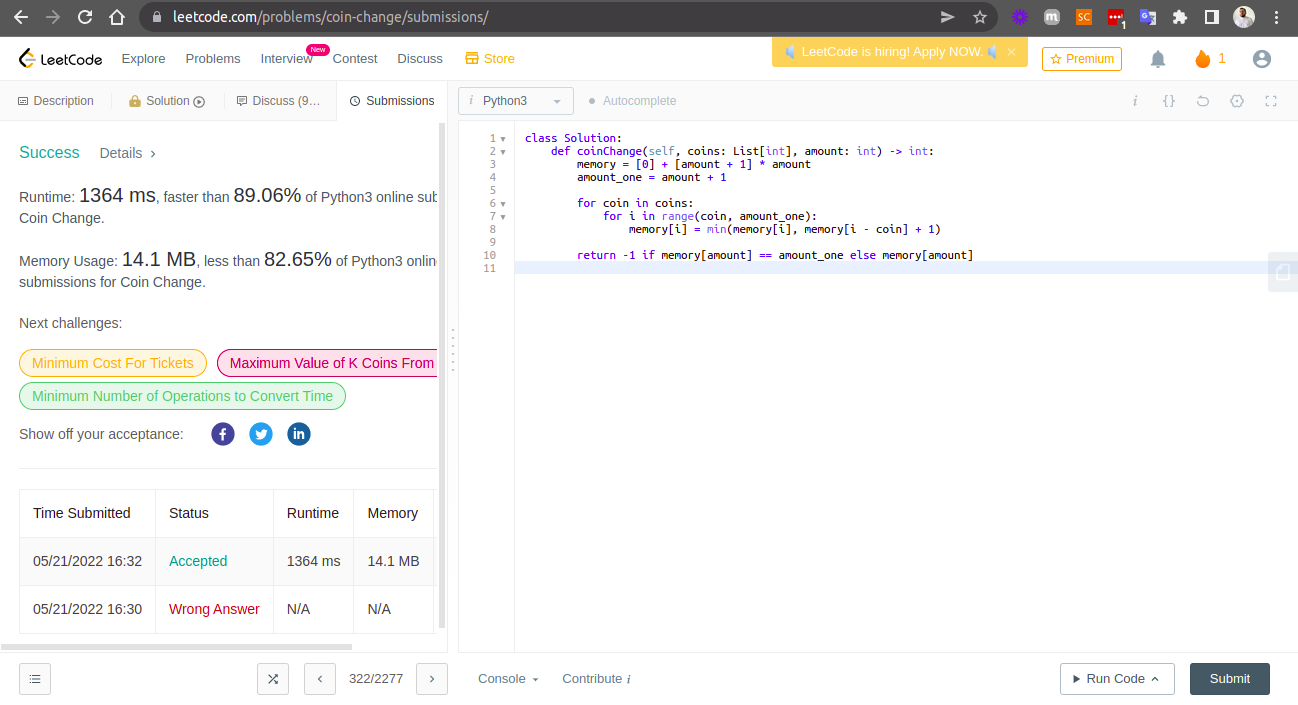 leetcode.com/problems/coin-change/submissions/
SC
1
LeetCode
Explore
Problems
Interview
New
Contest
Discuss
Store
LeetCode is hiring! Apply NOW.
Premium
1
Description
Solution
Discuss (9...
Submissions
i Python3
Autocomplete
i
{}
Success
Details
Runtime: 1364 ms, faster than 89.06% of Python3 online sub
Coin Change.
Memory Usage: 14.1 MB, less than 82.65% of Python3 onlin
submissions for Coin Change.
Next challenges:
Minimum Cost For Tickets
Maximum Value of K Coins From
Minimum Number of Operations to Convert Time
Show off your acceptance:
Time Submitted Status Runtime Memory
05/21/2022 16:32 Accepted 1364 ms 14.1 MB
05/21/2022 16:30 Wrong Answer N/A N/A
1 class Solution:
2 def coinChange(self, coins: List[int], amount: int) -> int:
3 memory = [0] + [amount + 1] * amount
4 amount_one = amount + 1
5
6 for coin in coins:
7 for i in range(coin, amount_one):
8 memory[i] = min(memory[i], memory[i - coin] + 1)
9
10 return -1 if memory[amount] == amount_one else memory[amount]
11
322/2277
Console
Contribute i
Run Code
Submit